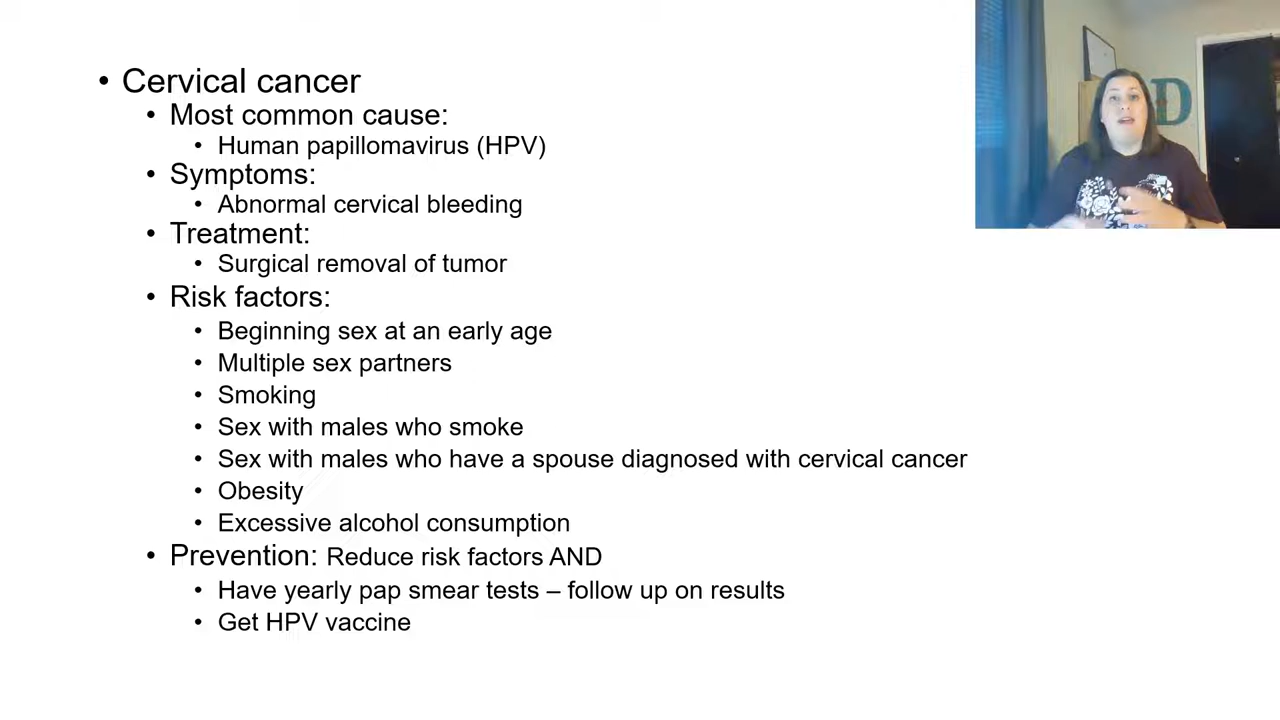 • Cervical cancer
• Most common cause:
• Human papillomavirus (HPV)
• Symptoms:
• Abnormal cervical bleeding
• Treatment:
• Surgical removal of tumor
• Risk factors:
• Beginning sex at an early age
• Multiple sex partners
• Smoking
• Sex with males who smoke
• Sex with males who have a spouse diagnosed with cervical cancer
• Obesity
• Excessive alcohol consumption
• Prevention: Reduce risk factors AND
• Have yearly pap smear tests – follow up on results
• Get HPV vaccine
D